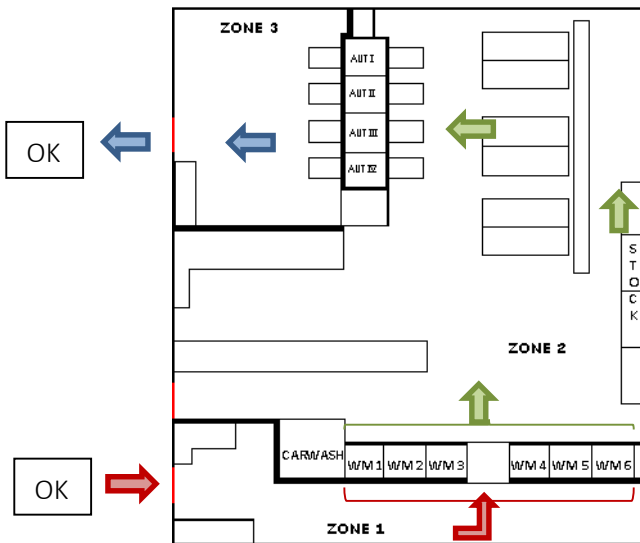 ZONE 3
AUT I
AUT II
AUT III
AUT IV
OK
STOCK
ZONE 2
CARWASH
WM 1 WM 2 WM 3 WM 4 WM 5 WM 6
OK
ZONE 1